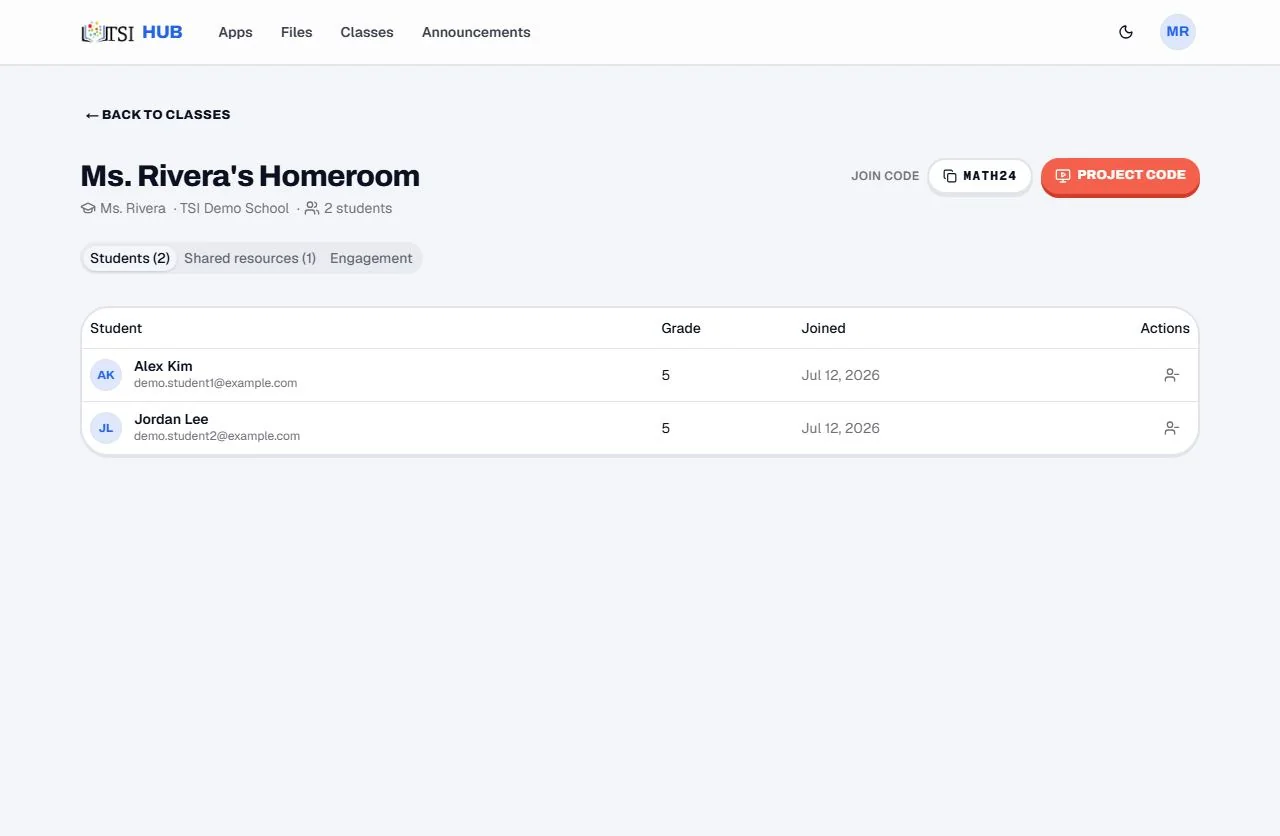 TSI HUB Apps Files Classes Announcements MR
← BACK TO CLASSES
Ms. Rivera's Homeroom
JOIN CODE MATH24 PROJECT CODE
Ms. Rivera · TSI Demo School · 2 students
Students (2) Shared resources (1) Engagement
Student Grade Joined Actions
AK Alex Kim 5 Jul 12, 2026
demo.student1@example.com
JL Jordan Lee 5 Jul 12, 2026
demo.student2@example.com